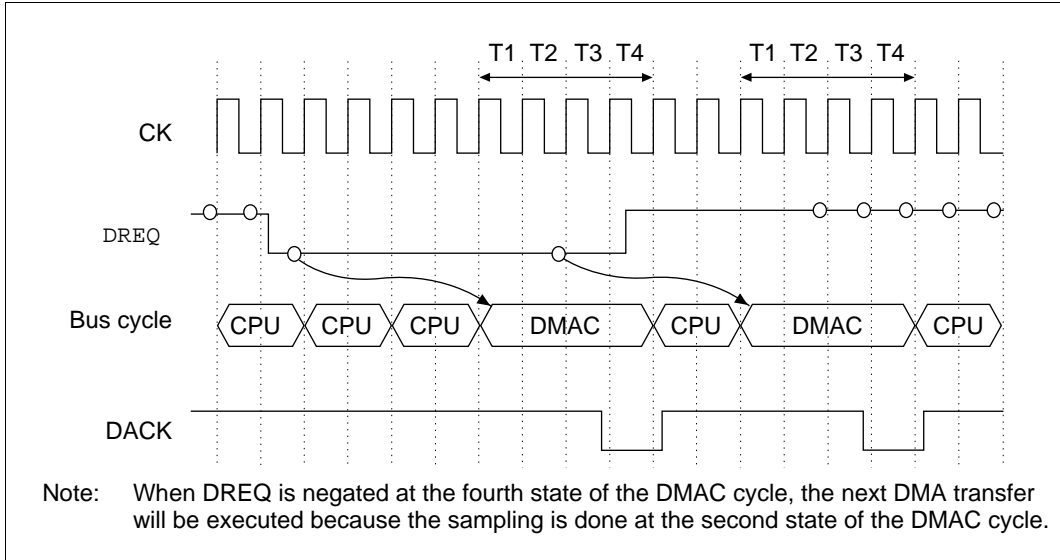 T1 T2 T3 T4 T1 T2 T3 T4
CK
DREQ
Bus cycle CPU CPU CPU DMAC CPU DMAC CPU
DACK
Note: When DREQ is negated at the fourth state of the DMAC cycle, the next DMA transfer
will be executed because the sampling is done at the second state of the DMAC cycle.